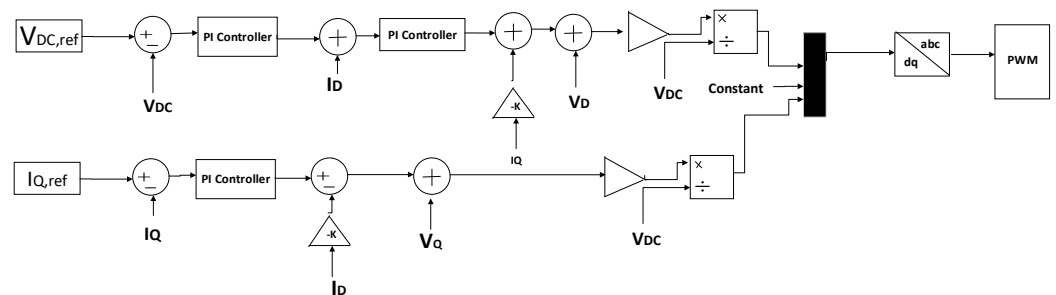 VDC,ref
+
−
PI Controller
+
PI Controller
+
+
×
÷
abc
dq
PWM
VDC
ID
-K
VD
VDC
Constant
IQ
IQ,ref
+
−
PI Controller
+
−
+
×
÷
IQ
-K
VQ
VDC
ID